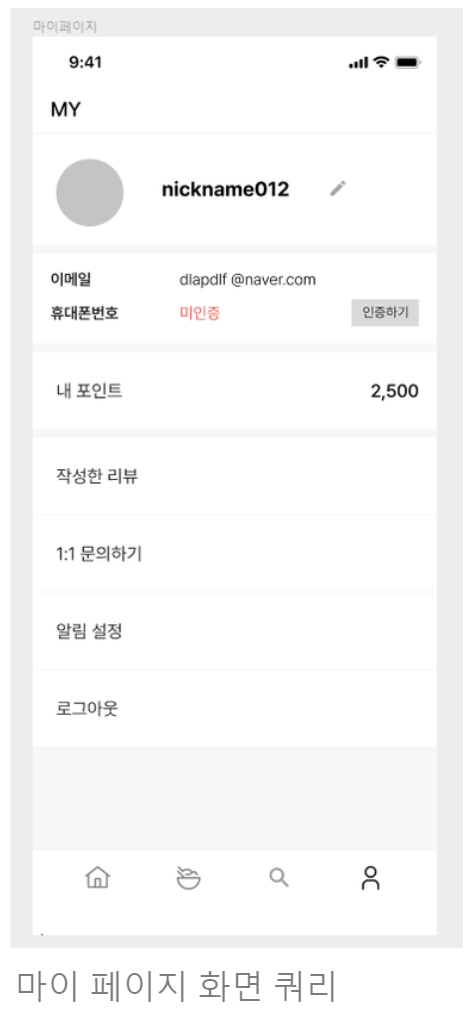 마이페이지
9:41
MY
nickname012
이메일 dlapdlf @naver.com
휴대폰번호 미인증 인증하기
내 포인트 2,500
작성한 리뷰
1:1 문의하기
알림 설정
로그아웃
마이 페이지 화면 쿼리